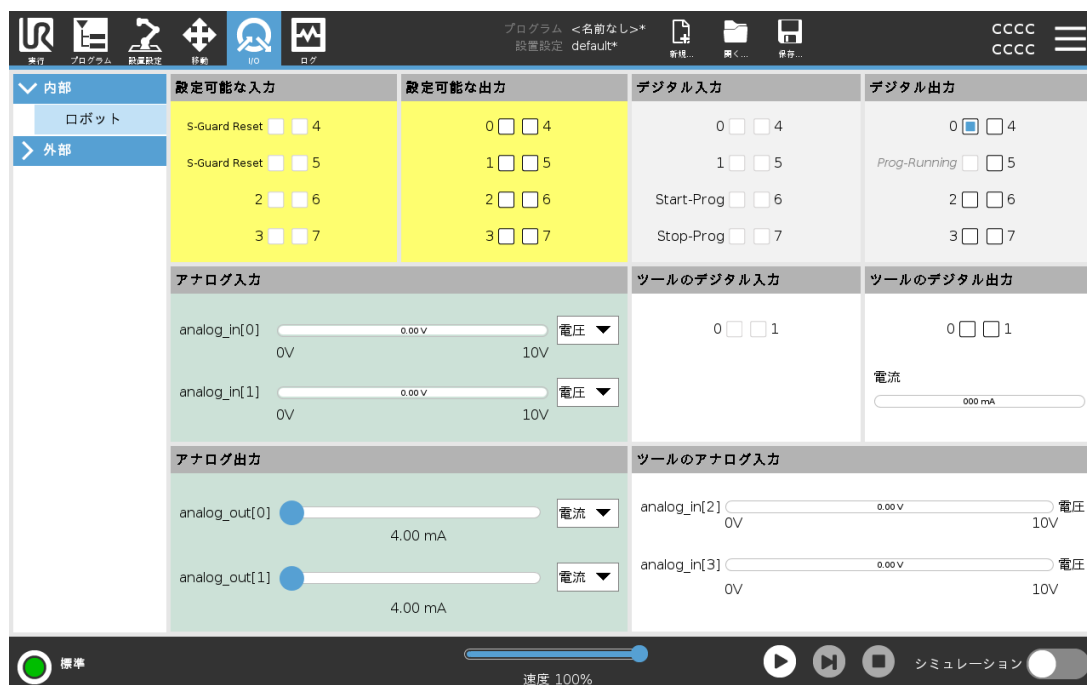 プログラム <名前なし>*
設置設定 default*
CCCC
CCCC
実行 プログラム 設置設定 移動 I/O ログ 新規... 開く... 保存...
内部
ロボット
外部
設定可能な入力 設定可能な出力 デジタル入力 デジタル出力
S-Guard Reset 4 0 4 0 4 0 4
S-Guard Reset 5 1 5 1 5 Prog-Running 5
2 6 2 6 Start-Prog 6 2 6
3 7 3 7 Stop-Prog 7 3 7
アナログ入力 ツールのデジタル入力 ツールのデジタル出力
analog_in[0] 0.00 V 電圧 0 1 0 1
0V 10V
電流
analog_in[1] 0.00 V 電圧 000 mA
0V 10V
アナログ出力 ツールのアナログ入力
analog_out[0] 電流 analog_in[2] 0.00 V 電圧
4.00 mA 0V 10V
analog_out[1] 電流 analog_in[3] 0.00 V 電圧
4.00 mA 0V 10V
標準 速度 100% シミュレーション